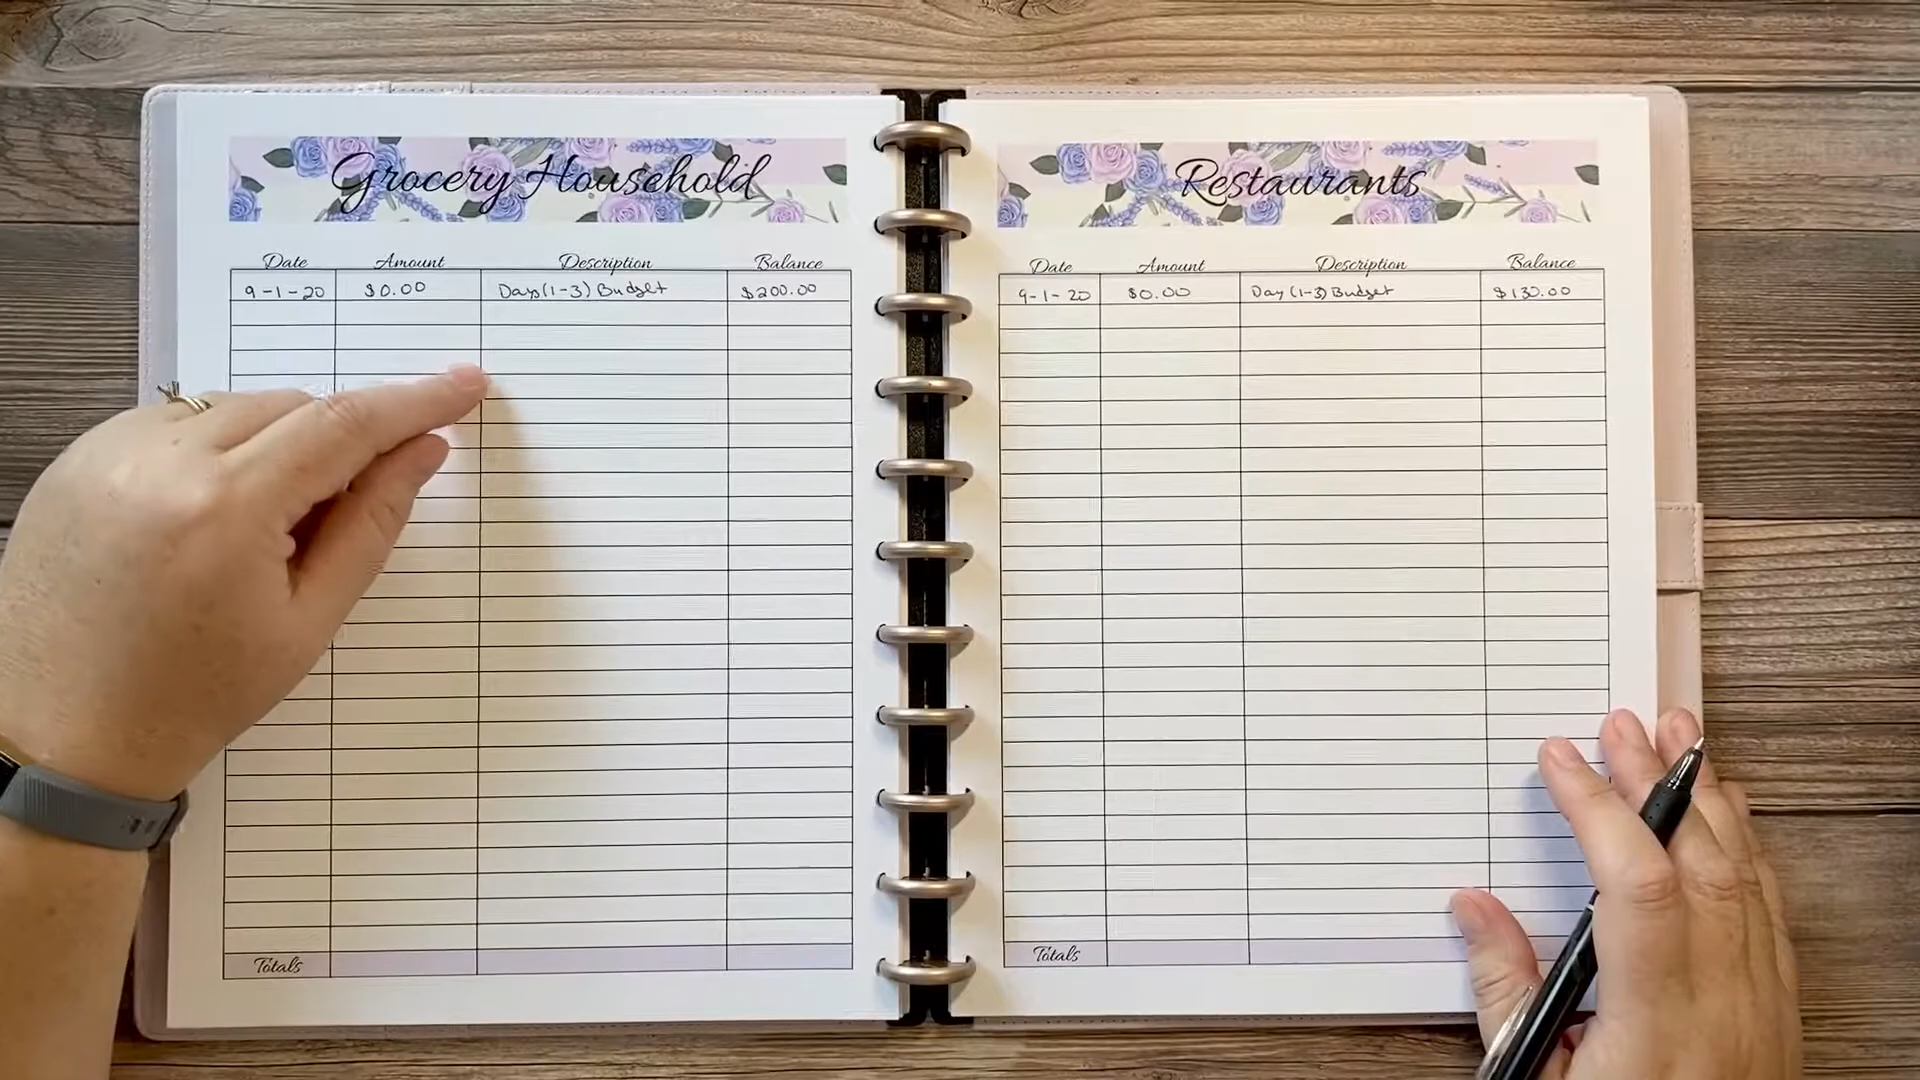 Grocery Household
Date Amount Description Balance
9-1-20 $0.00 Days (1-3) Budget $200.00
Totals
Restaurants
Date Amount Description Balance
9-1-20 $0.00 Day (1-3) Budget $130.00
Totals